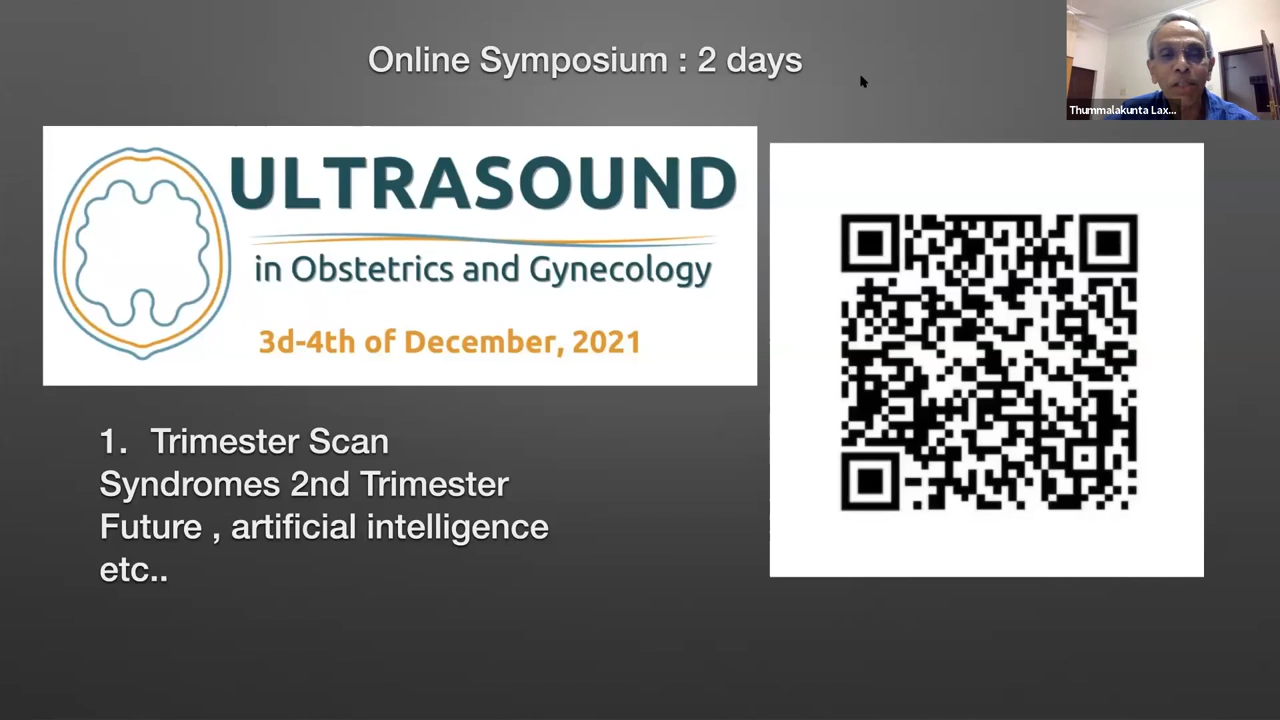 Online Symposium : 2 days
Thummalakunta Lax...
ULTRASOUND
in Obstetrics and Gynecology
3d-4th of December, 2021
1. Trimester Scan
Syndromes 2nd Trimester
Future , artificial intelligence
etc..